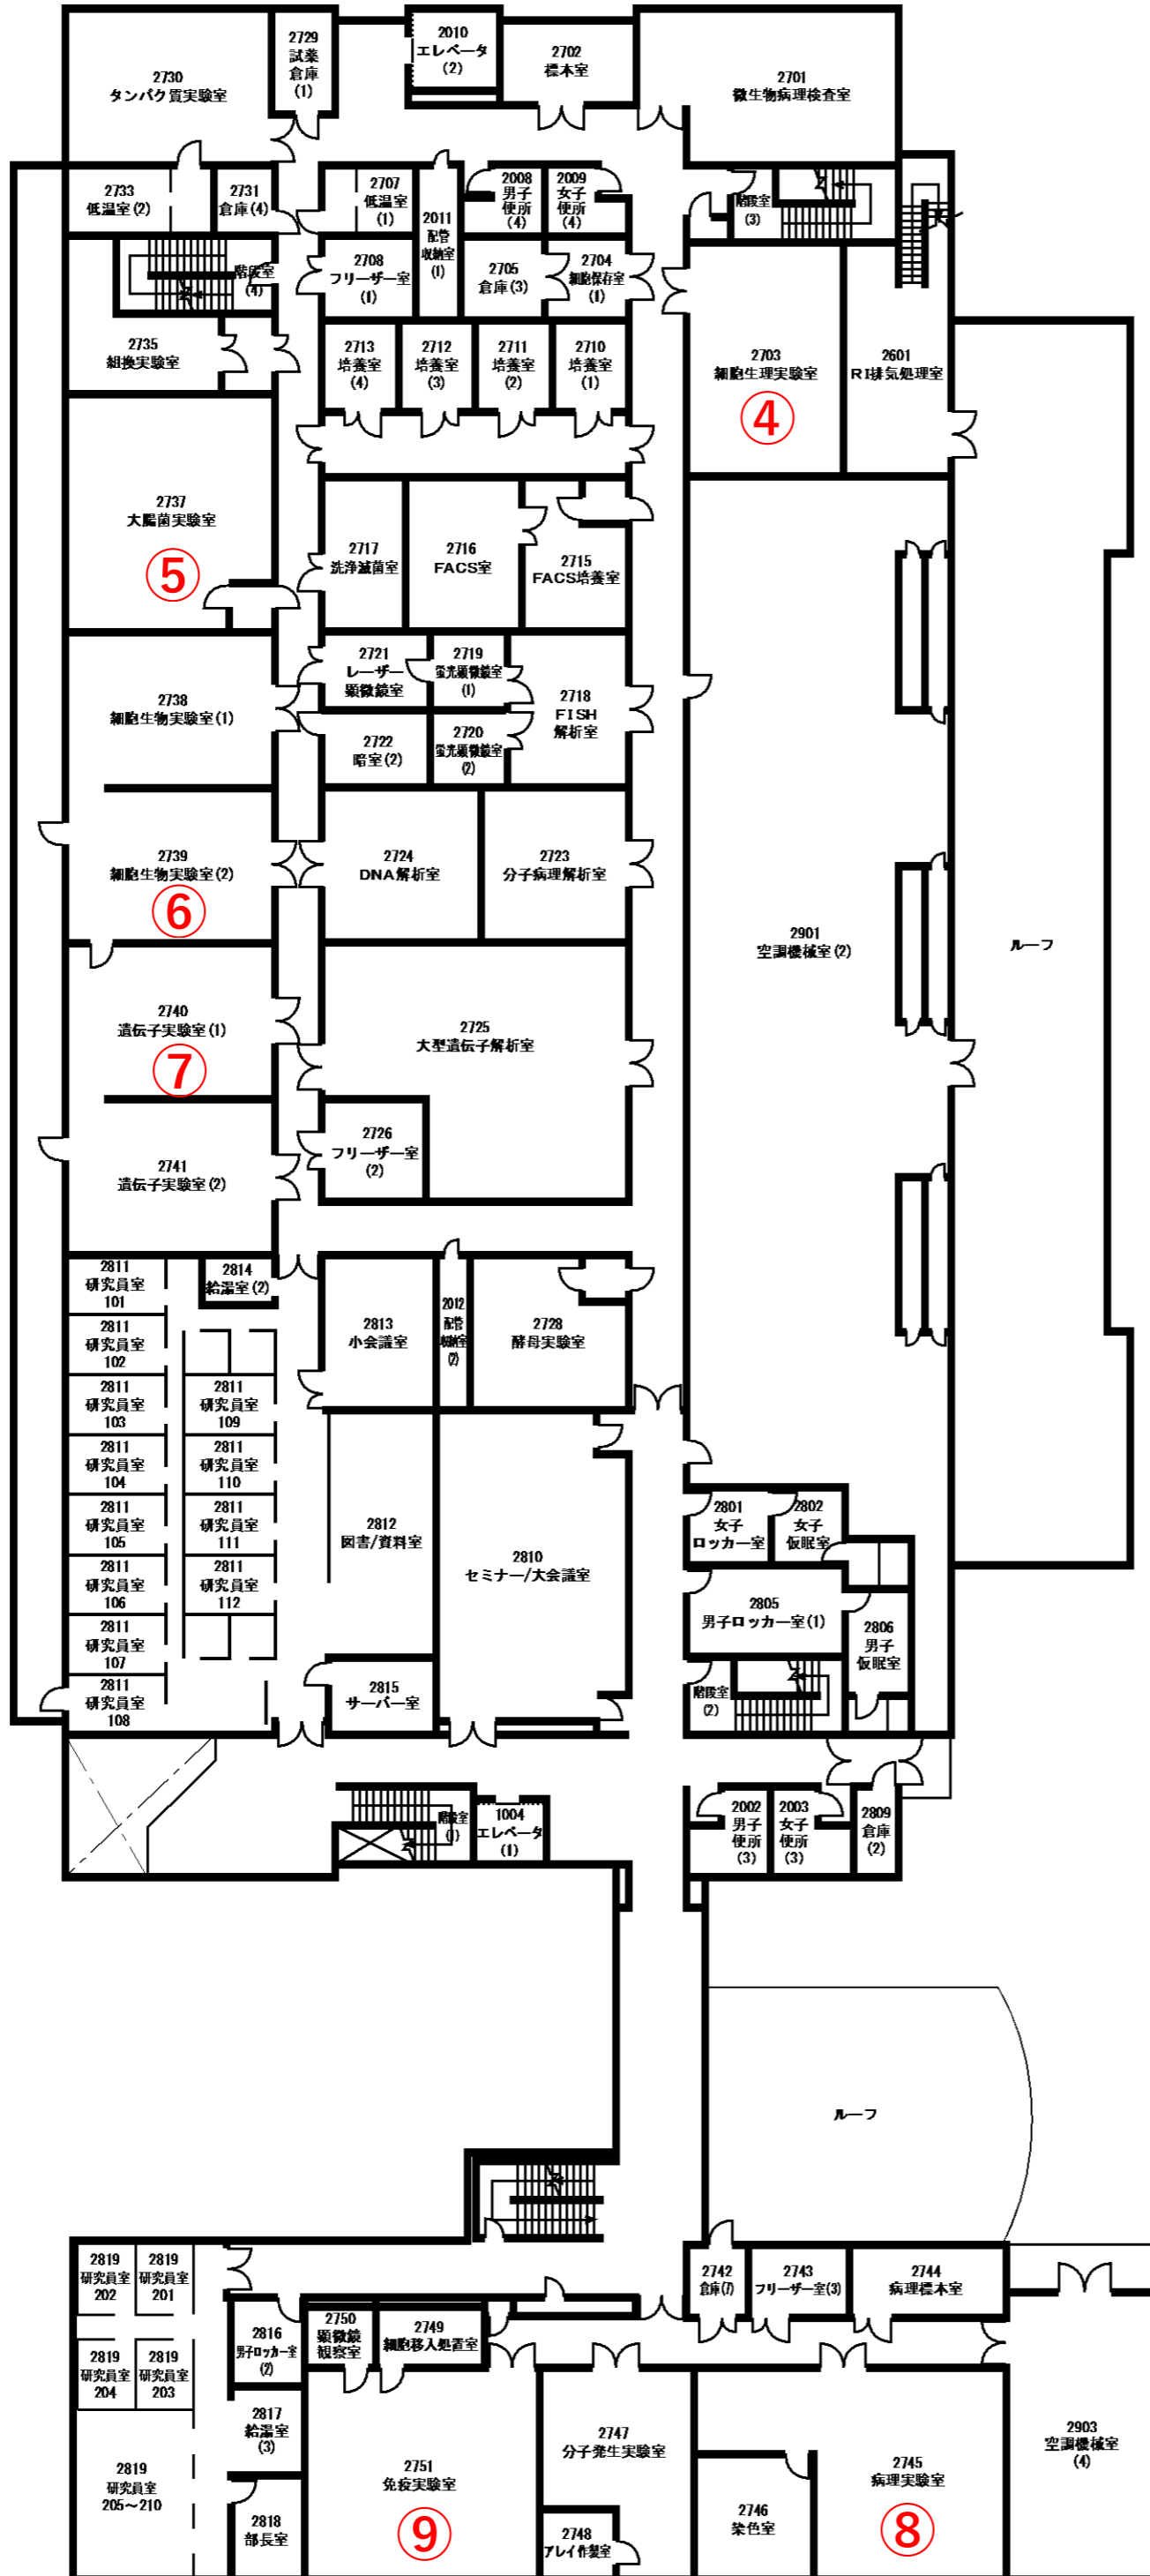 2730
タンパク質実験室
2729
試薬
倉庫
(1)
2010
エレベータ
(2)
2702
標本室
2701
微生物病理検査室
2733
低温室(2)
2731
倉庫(4)
2707
低温室
(1)
2011
配管
収納室
(1)
2008
男子
便所
(4)
2009
女子
便所
(4)
階段室
(3)
階段室
(4)
2708
フリーザー室
(1)
2705
倉庫(3)
2704
細胞保存室
(1)
2735
組換実験室
2713
培養室
(4)
2712
培養室
(3)
2711
培養室
(2)
2710
培養室
(1)
2703
細胞生理実験室
④
2601
RI排気処理室
2737
大腸菌実験室
⑤
2717
洗浄滅菌室
2716
FACS室
2715
FACS培養室
2738
細胞生物実験室(1)
2721
レーザー
顕微鏡室
2719
蛍光顕微鏡室
(1)
2718
FISH
解析室
2722
暗室(2)
2720
蛍光顕微鏡室
(2)
2739
細胞生物実験室(2)
⑥
2724
DNA解析室
2723
分子病理解析室
2901
空調機械室(2)
ルーフ
2740
遺伝子実験室(1)
⑦
2725
大型遺伝子解析室
2741
遺伝子実験室(2)
2726
フリーザー室
(2)
2811
研究員室
101
2814
給湯室(2)
2813
小会議室
2012
配管
収納室
(2)
2728
酵母実験室
2811
研究員室
102
2811
研究員室
103
2811
研究員室
109
2811
研究員室
104
2811
研究員室
110
2811
研究員室
105
2811
研究員室
111
2811
研究員室
106
2811
研究員室
112
2811
研究員室
107
2811
研究員室
108
2812
図書/資料室
2810
セミナー/大会議室
2815
サーバー室
2801
女子
ロッカー室
2802
女子
仮眠室
2805
男子ロッカー室(1)
2806
男子
仮眠室
階段室
(2)
階段室
(1)
1004
エレベータ
(1)
2002
男子
便所
(3)
2003
女子
便所
(3)
2809
倉庫
(2)
ルーフ
2819
研究員室
202
2819
研究員室
201
2742
倉庫(7)
2743
フリーザー室(3)
2744
病理標本室
2816
男子ロッカー室
(2)
2750
顕微鏡
観察室
2749
細胞移入処置室
2819
研究員室
204
2819
研究員室
203
2817
給湯室
(3)
2747
分子発生実験室
2903
空調機械室
(4)
2819
研究員室
205～210
2818
部長室
2751
免疫実験室
⑨
2748
アレイ作製室
2746
染色室
2745
病理実験室
⑧